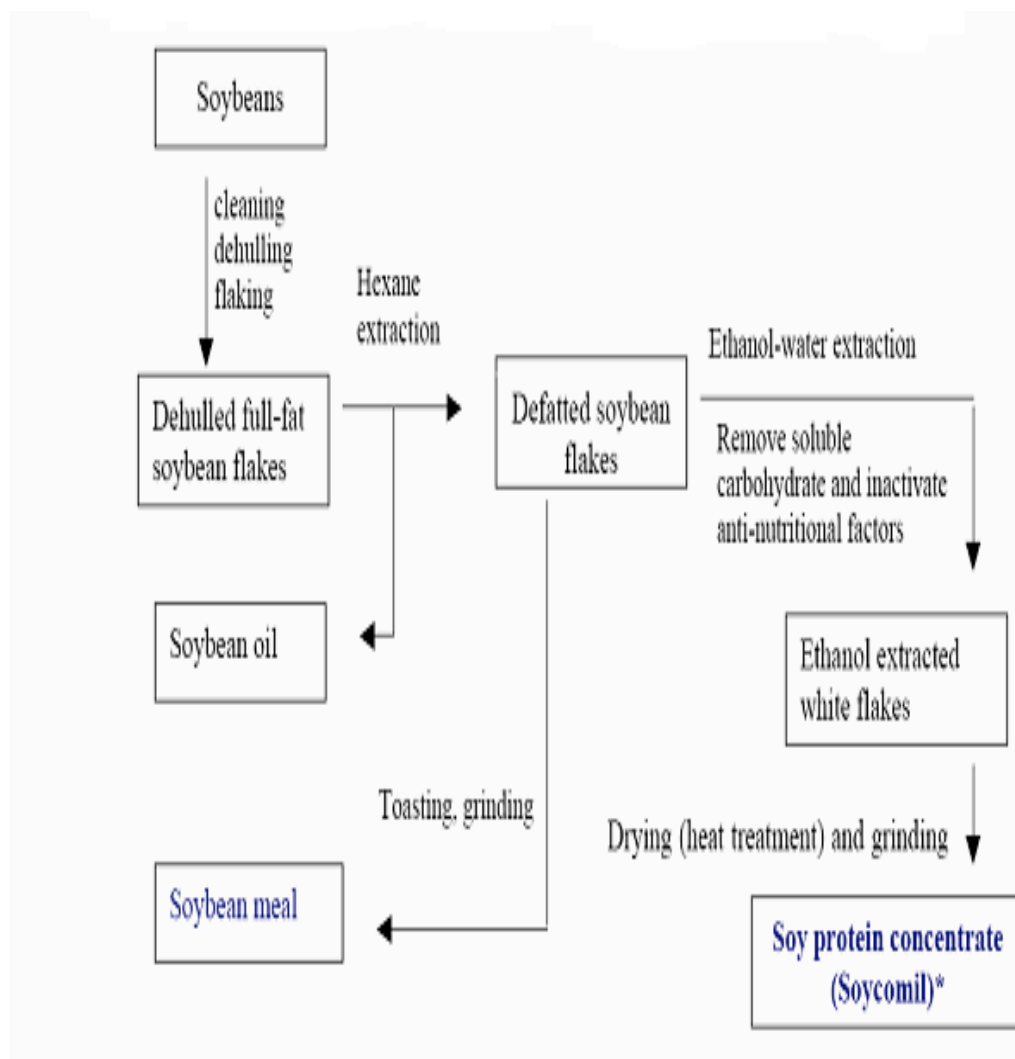 Soybeans
cleaning
dehulling
flaking
Hexane
extraction
Ethanol-water extraction
Dehulled full-fat
soybean flakes
Defatted soybean
flakes
Remove soluble
carbohydrate and inactivate
anti-nutritional factors
Soybean oil
Ethanol extracted
white flakes
Toasting, grinding
Drying (heat treatment) and grinding
Soybean meal
Soy protein concentrate
(Soycomil)*